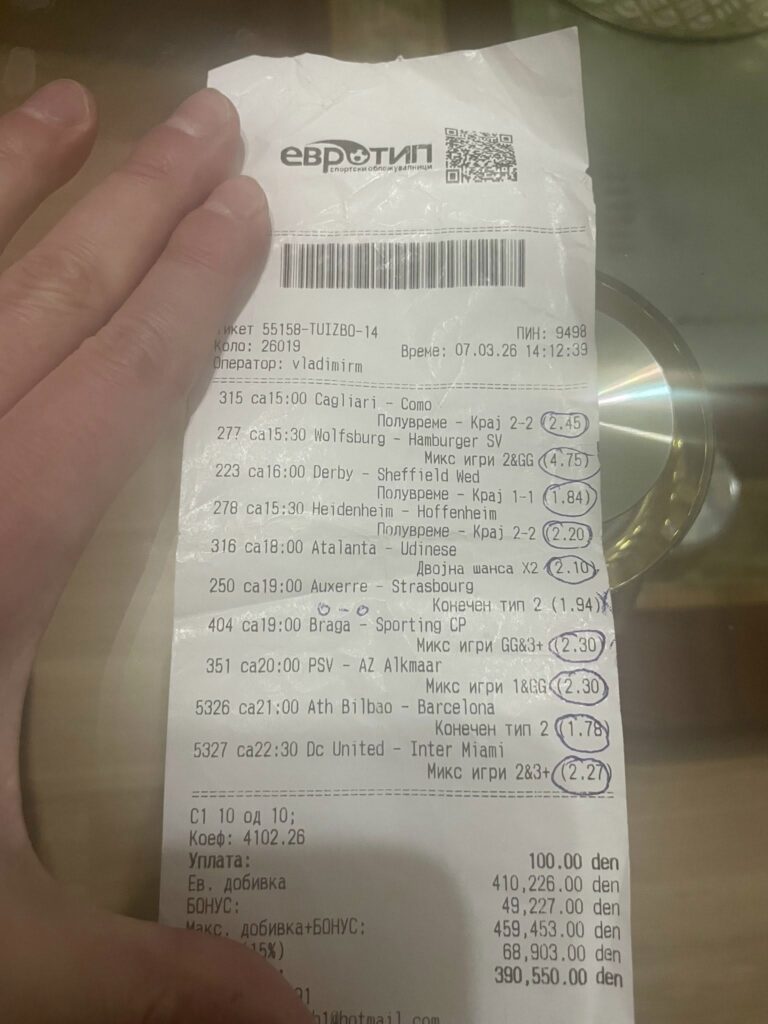 евротип
спортски обложувалници
икет 55158-TUIZBO-14 ПИН: 9498
Коло: 26019 Време: 07.03.26 14:12:39
Оператор: vladimirm
315 са15:00 Cagliari - Como
Полувреме - Крај 2-2 (2.45)
277 са15:30 Wolfsburg - Hamburger SV
Микс игри 2&GG (4.75)
223 са16:00 Derby - Sheffield Wed
Полувреме - Крај 1-1 (1.84)
278 са15:30 Heidenheim - Hoffenheim
Полувреме - Крај 2-2 (2.20)
316 са18:00 Atalanta - Udinese
Двојна шанса X2 (2.10)
250 са19:00 Auxerre - Strasbourg
0-0 Конечен тип 2 (1.94)
404 са19:00 Braga - Sporting CP
Микс игри GG&3+ (2.30)
351 са20:00 PSV - AZ Alkmaar
Микс игри 1&GG (2.30)
5326 са21:00 Ath Bilbao - Barcelona
Конечен тип 2 (1.78)
5327 са22:30 Dc United - Inter Miami
Микс игри 2&3+ (2.27)
С1 10 од 10;
Коеф: 4102.26
Уплата: 100.00 den
Ев. добивка 410,226.00 den
БОНУС: 49,227.00 den
Макс. добивка+БОНУС: 459,453.00 den
15%) 68,903.00 den
390,550.00 den
91
@hotmail.com